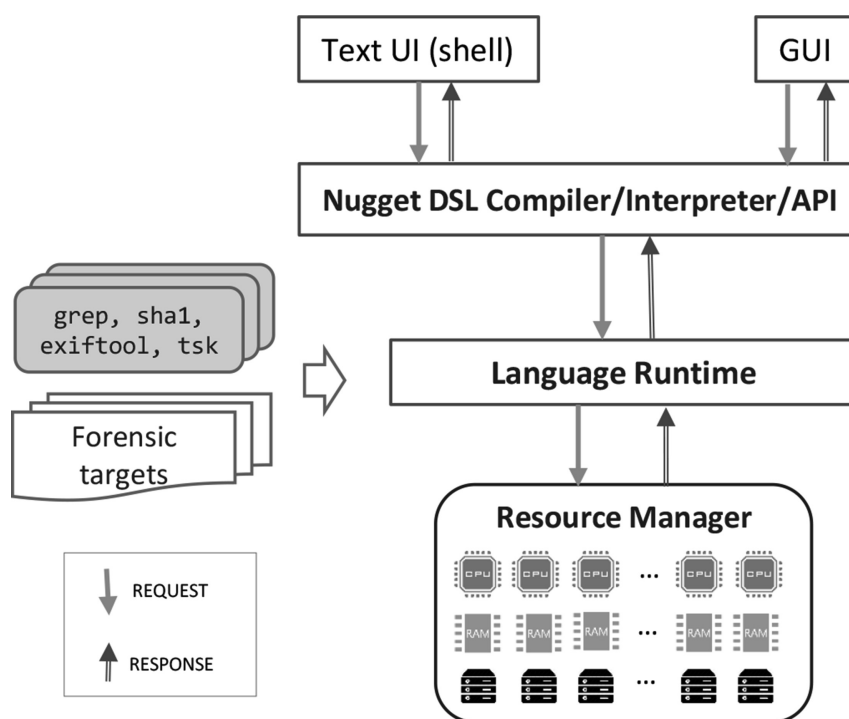 Text UI (shell)
GUI
Nugget DSL Compiler/Interpreter/API
grep, sha1,
exiftool, tsk
Language Runtime
Forensic
targets
Resource Manager
CPU CPU CPU ... CPU CPU
RAM RAM RAM ... RAM RAM
...
REQUEST
RESPONSE